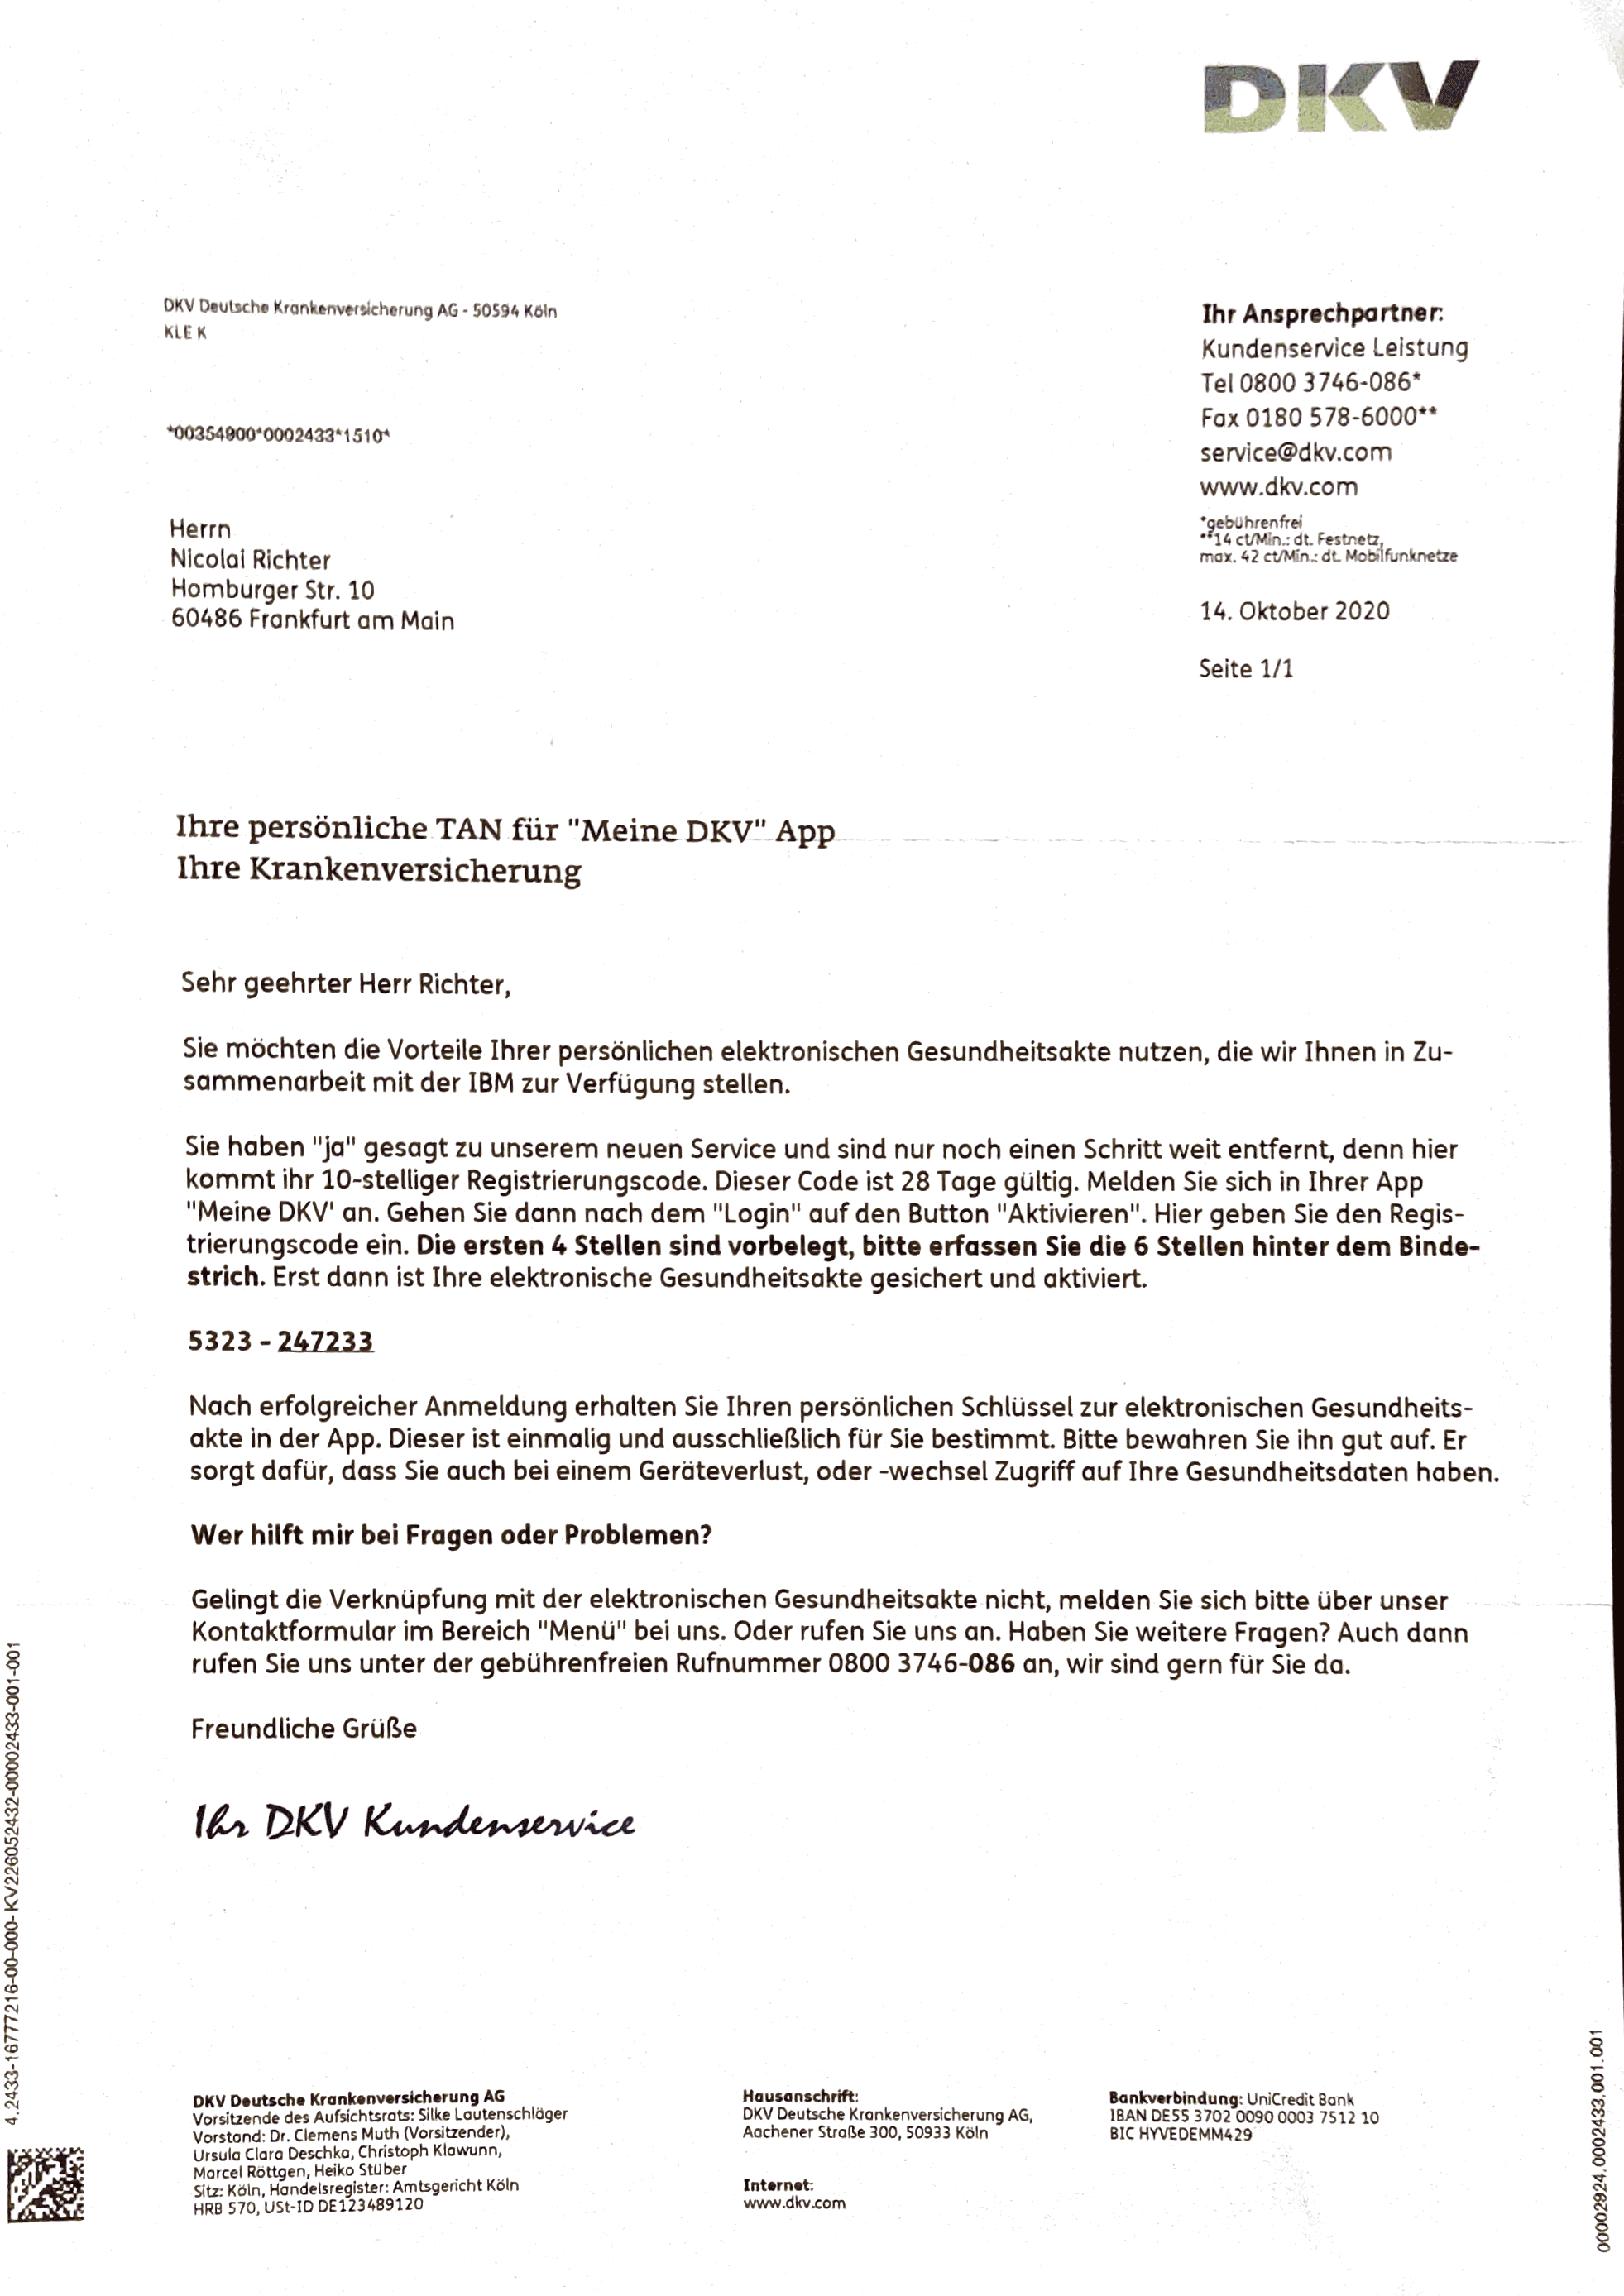 DKV
DKV Deutsche Krankenversicherung AG - 50594 Köln
KLE K
*00354900*0002433*1510*
Herrn
Nicolai Richter
Homburger Str. 10
60486 Frankfurt am Main
Ihr Ansprechpartner:
Kundenservice Leistung
Tel 0800 3746-086*
Fax 0180 578-6000**
service@dkv.com
www.dkv.com
*gebührenfrei
**14 ct/Min.: dt. Festnetz,
max. 42 ct/Min.: dt. Mobilfunknetze
14. Oktober 2020
Seite 1/1
Ihre persönliche TAN für "Meine DKV" App
Ihre Krankenversicherung
Sehr geehrter Herr Richter,
Sie möchten die Vorteile Ihrer persönlichen elektronischen Gesundheitsakte nutzen, die wir Ihnen in Zu-
sammenarbeit mit der IBM zur Verfügung stellen.
Sie haben "ja" gesagt zu unserem neuen Service und sind nur noch einen Schritt weit entfernt, denn hier
kommt ihr 10-stelliger Registrierungscode. Dieser Code ist 28 Tage gültig. Melden Sie sich in Ihrer App
"Meine DKV' an. Gehen Sie dann nach dem "Login" auf den Button "Aktivieren". Hier geben Sie den Regis-
trierungscode ein. Die ersten 4 Stellen sind vorbelegt, bitte erfassen Sie die 6 Stellen hinter dem Binde-
strich. Erst dann ist Ihre elektronische Gesundheitsakte gesichert und aktiviert.
5323 - 247233
Nach erfolgreicher Anmeldung erhalten Sie Ihren persönlichen Schlüssel zur elektronischen Gesundheits-
akte in der App. Dieser ist einmalig und ausschließlich für Sie bestimmt. Bitte bewahren Sie ihn gut auf. Er
sorgt dafür, dass Sie auch bei einem Geräteverlust, oder -wechsel Zugriff auf Ihre Gesundheitsdaten haben.
Wer hilft mir bei Fragen oder Problemen?
Gelingt die Verknüpfung mit der elektronischen Gesundheitsakte nicht, melden Sie sich bitte über unser
Kontaktformular im Bereich "Menü" bei uns. Oder rufen Sie uns an. Haben Sie weitere Fragen? Auch dann
rufen Sie uns unter der gebührenfreien Rufnummer 0800 3746-086 an, wir sind gern für Sie da.
Freundliche Grüße
Ihr DKV Kundenservice
4.2433-16777216-00-000-KV226052432-00002433-001-001
DKV Deutsche Krankenversicherung AG
Vorsitzende des Aufsichtsrats: Silke Lautenschläger
Vorstand: Dr. Clemens Muth (Vorsitzender),
Ursula Clara Deschka, Christoph Klawunn,
Marcel Röttgen, Heiko Stüber
Sitz: Köln, Handelsregister: Amtsgericht Köln
HRB 570, USt-ID DE123489120
Hausanschrift:
DKV Deutsche Krankenversicherung AG,
Aachener Straße 300, 50933 Köln
Internet:
www.dkv.com
Bankverbindung: UniCredit Bank
IBAN DE55 3702 0090 0003 7512 10
BIC HYVEDEMM429
00002924.0002433.001.001